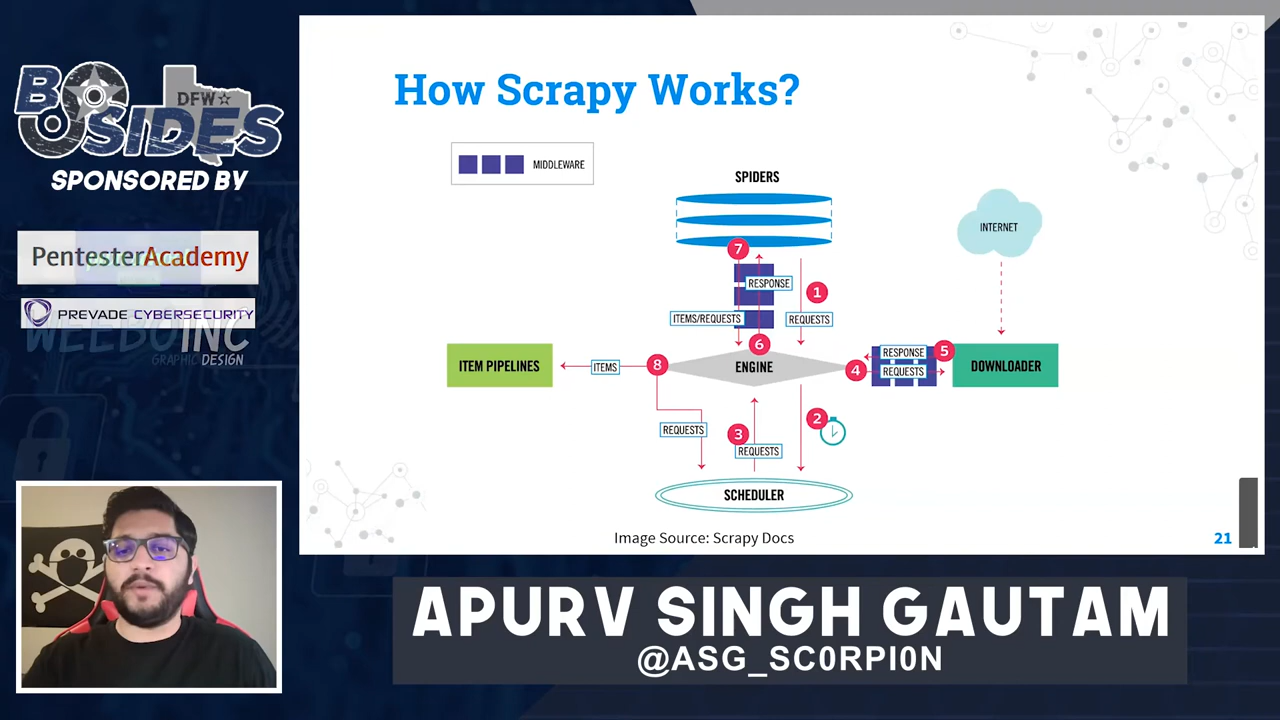 BSIDES
DFW
SPONSORED BY
PentesterAcademy
PREVADE CYBERSECURITY
WEEBOINC
GRAPHIC DESIGN
How Scrapy Works?
MIDDLEWARE
SPIDERS
INTERNET
7
RESPONSE
1
ITEMS/REQUESTS
REQUESTS
6
ITEM PIPELINES
ITEMS
8
ENGINE
4
RESPONSE
5
REQUESTS
DOWNLOADER
2
REQUESTS
3
REQUESTS
SCHEDULER
Image Source: Scrapy Docs
21
APURV SINGH GAUTAM
@ASG_SC0RPI0N